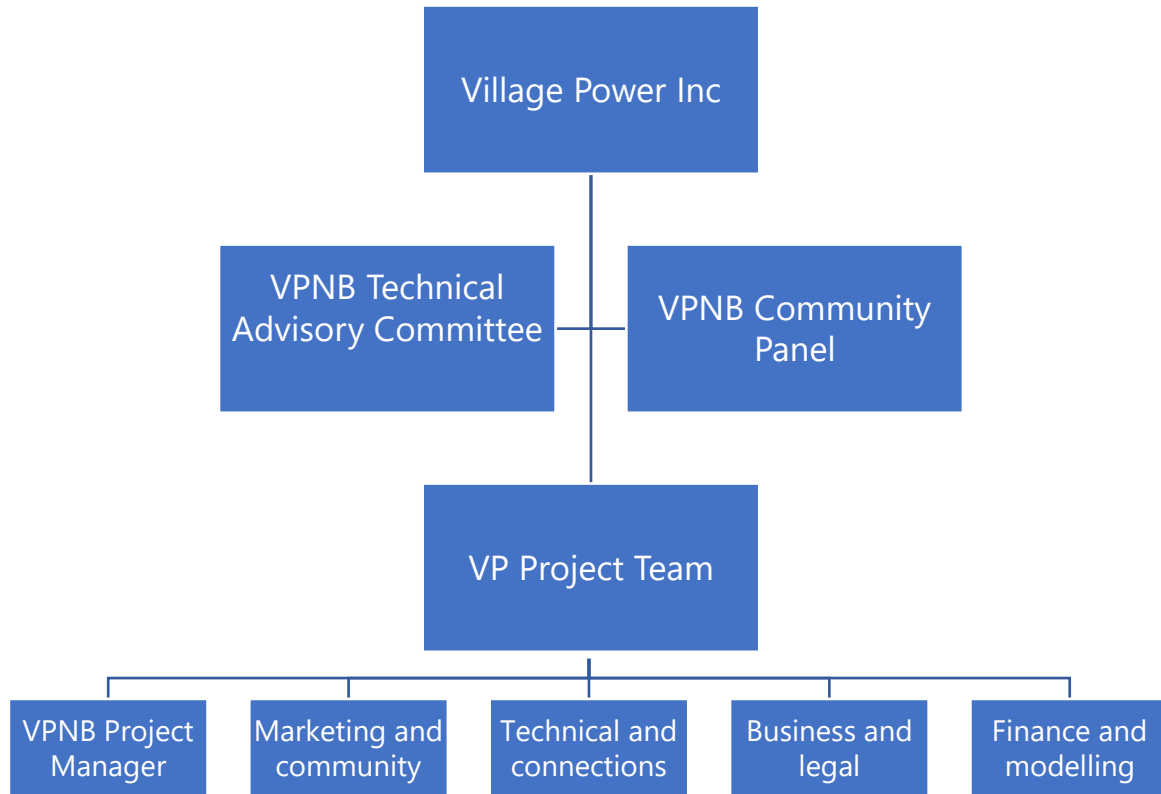 Village Power Inc
VPNB Technical
Advisory Committee
VPNB Community
Panel
VP Project Team
VPNB Project
Manager
Marketing and
community
Technical and
connections
Business and
legal
Finance and
modelling